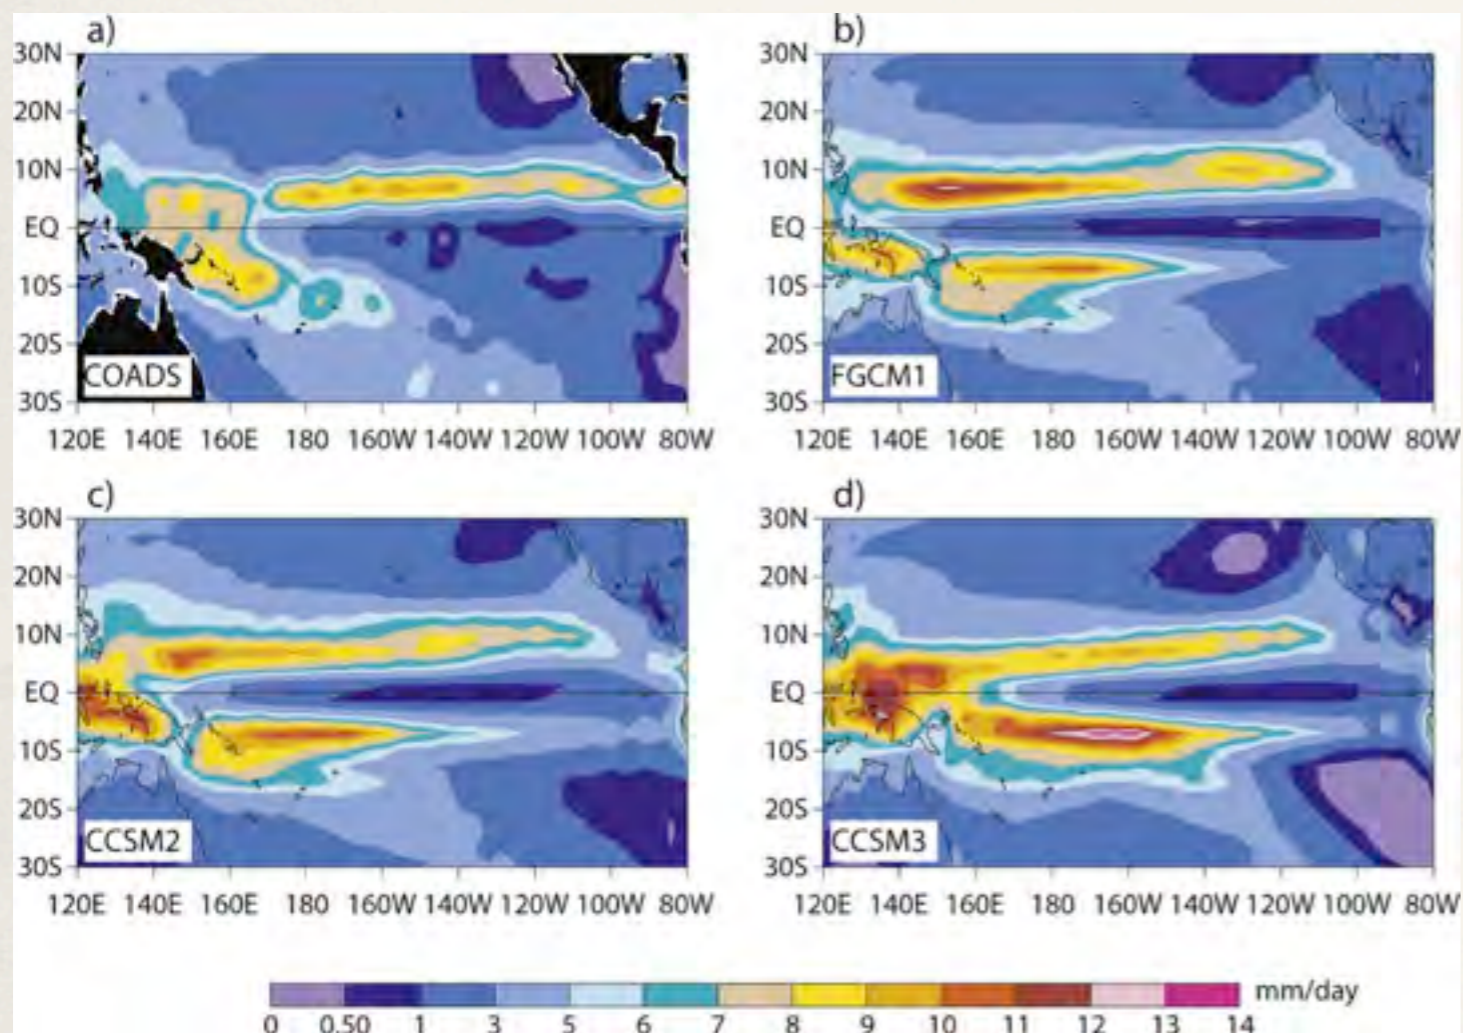 a)
b)
30N
20N
10N
EQ
10S
20S
30S
COADS
120E 140E 160E 180 160W 140W 120W 100W 80W
30N
20N
10N
EQ
10S
20S
30S
FGCM1
120E 140E 160E 180 160W 140W 120W 100W 80W
c)
d)
30N
20N
10N
EQ
10S
20S
30S
CCSM2
120E 140E 160E 180 160W 140W 120W 100W 80W
30N
20N
10N
EQ
10S
20S
30S
CCSM3
120E 140E 160E 180 160W 140W 120W 100W 80W
mm/day
0 0.50 1 3 5 6 7 8 9 10 11 12 13 14